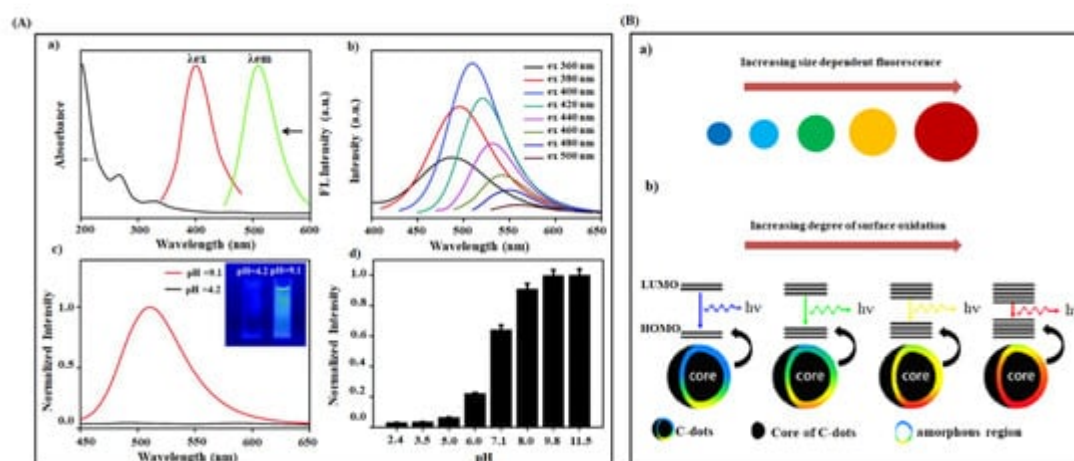 (A)
a)
λex
λem
Absorbance
FL Intensity (a.u.)
200
300
400
500
600
Wavelength (nm)
b)
ex 360 nm
ex 380 nm
ex 400 nm
ex 420 nm
ex 440 nm
ex 460 nm
ex 480 nm
ex 500 nm
Intensity (a.u.)
400
450
500
550
600
650
Wavelength (nm)
c)
pH =9.1
pH =4.2
pH=4.2 pH=9.1
Normalized Intensity
1.0
0.5
0.0
450
500
550
600
650
Wavelength (nm)
d)
Normalized Intensity
1.0
0.8
0.6
0.4
0.2
0.0
2.4
3.5
5.0
6.0
7.1
8.0
9.8
11.5
pH
(B)
a)
Increasing size dependent fluorescence
b)
Increasing degree of surface oxidation
LUMO
hν
hν
hν
HOMO
core
core
core
core
C-dots
Core of C-dots
amorphous region